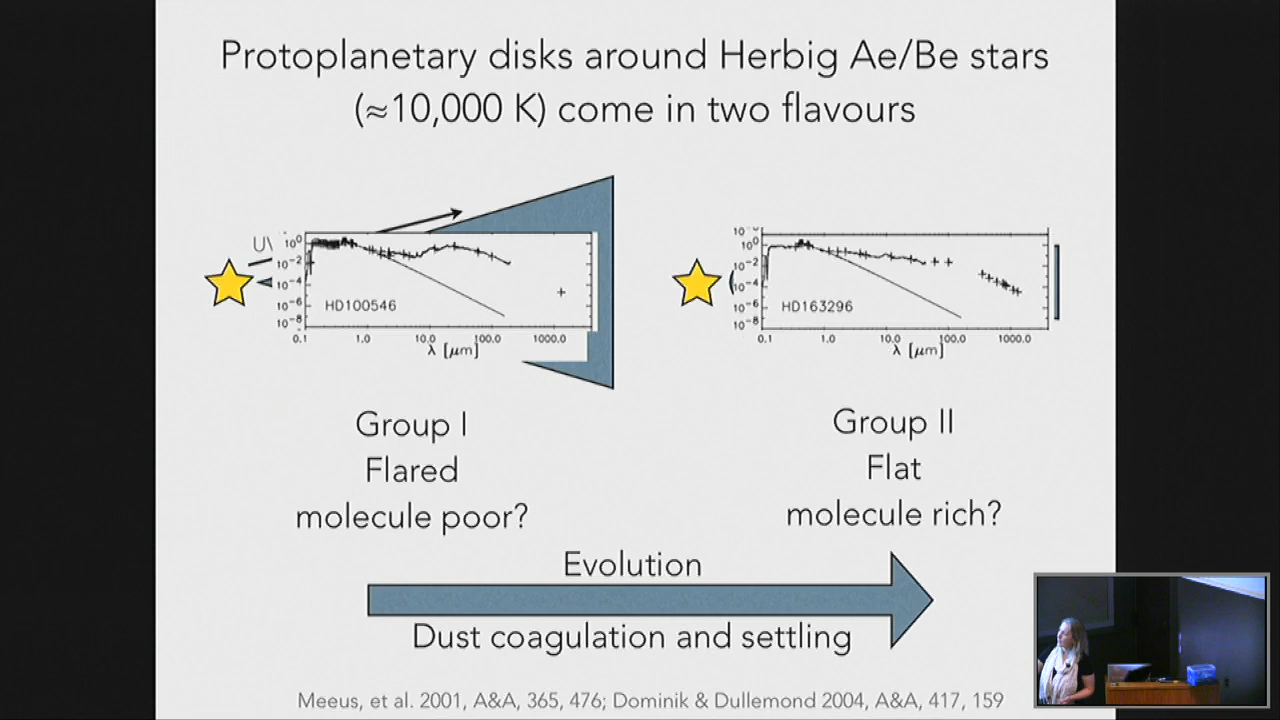 Protoplanetary disks around Herbig Ae/Be stars
(≈10,000 K) come in two flavours
UV
10⁰
10⁻²
10⁻⁴
10⁻⁶
10⁻⁸
HD100546
0.1 1.0 10.0 100.0 1000.0
λ [μm]
10⁰
10⁻²
10⁻⁴
10⁻⁶
10⁻⁸
HD163296
0.1 1.0 10.0 100.0 1000.0
λ [μm]
Group I
Flared
molecule poor?
Group II
Flat
molecule rich?
Evolution
Dust coagulation and settling
Meeus, et al. 2001, A&A, 365, 476; Dominik & Dullemond 2004, A&A, 417, 159